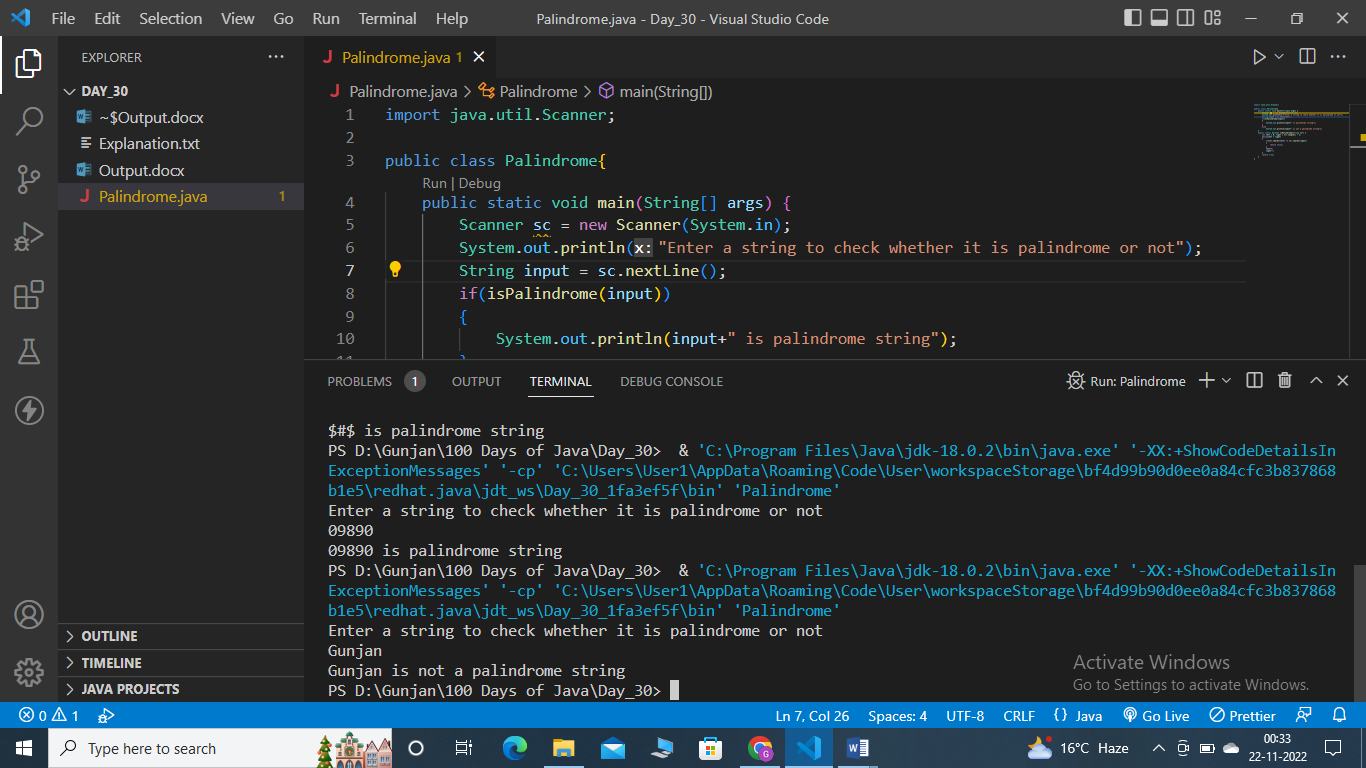 File Edit Selection View Go Run Terminal Help
Palindrome.java - Day_30 - Visual Studio Code
EXPLORER
DAY_30
~$Output.docx
Explanation.txt
Output.docx
Palindrome.java 1
OUTLINE
TIMELINE
JAVA PROJECTS
Palindrome.java 1
Palindrome.java > Palindrome > main(String[])
1 import java.util.Scanner;
2
3 public class Palindrome{
Run | Debug
4 public static void main(String[] args) {
5 Scanner sc = new Scanner(System.in);
6 System.out.println(x: "Enter a string to check whether it is palindrome or not");
7 String input = sc.nextLine();
8 if(isPalindrome(input))
9 {
10 System.out.println(input+" is palindrome string");
11 }
PROBLEMS 1 OUTPUT TERMINAL DEBUG CONSOLE
Run: Palindrome
$#$ is palindrome string
PS D:\Gunjan\100 Days of Java\Day_30>  & 'C:\Program Files\Java\jdk-18.0.2\bin\java.exe' '-XX:+ShowCodeDetailsIn
ExceptionMessages' '-cp' 'C:\Users\User1\AppData\Roaming\Code\User\workspaceStorage\bf4d99b90d0ee0a84cfc3b837868
b1e5\redhat.java\jdt_ws\Day_30_1fa3ef5f\bin' 'Palindrome'
Enter a string to check whether it is palindrome or not
09890
09890 is palindrome string
PS D:\Gunjan\100 Days of Java\Day_30>  & 'C:\Program Files\Java\jdk-18.0.2\bin\java.exe' '-XX:+ShowCodeDetailsIn
ExceptionMessages' '-cp' 'C:\Users\User1\AppData\Roaming\Code\User\workspaceStorage\bf4d99b90d0ee0a84cfc3b837868
b1e5\redhat.java\jdt_ws\Day_30_1fa3ef5f\bin' 'Palindrome'
Enter a string to check whether it is palindrome or not
Gunjan
Gunjan is not a palindrome string
PS D:\Gunjan\100 Days of Java\Day_30>
Activate Windows
Go to Settings to activate Windows.
0 1
Ln 7, Col 26 Spaces: 4 UTF-8 CRLF {} Java Go Live Prettier
Type here to search
16°C Haze
00:33
22-11-2022